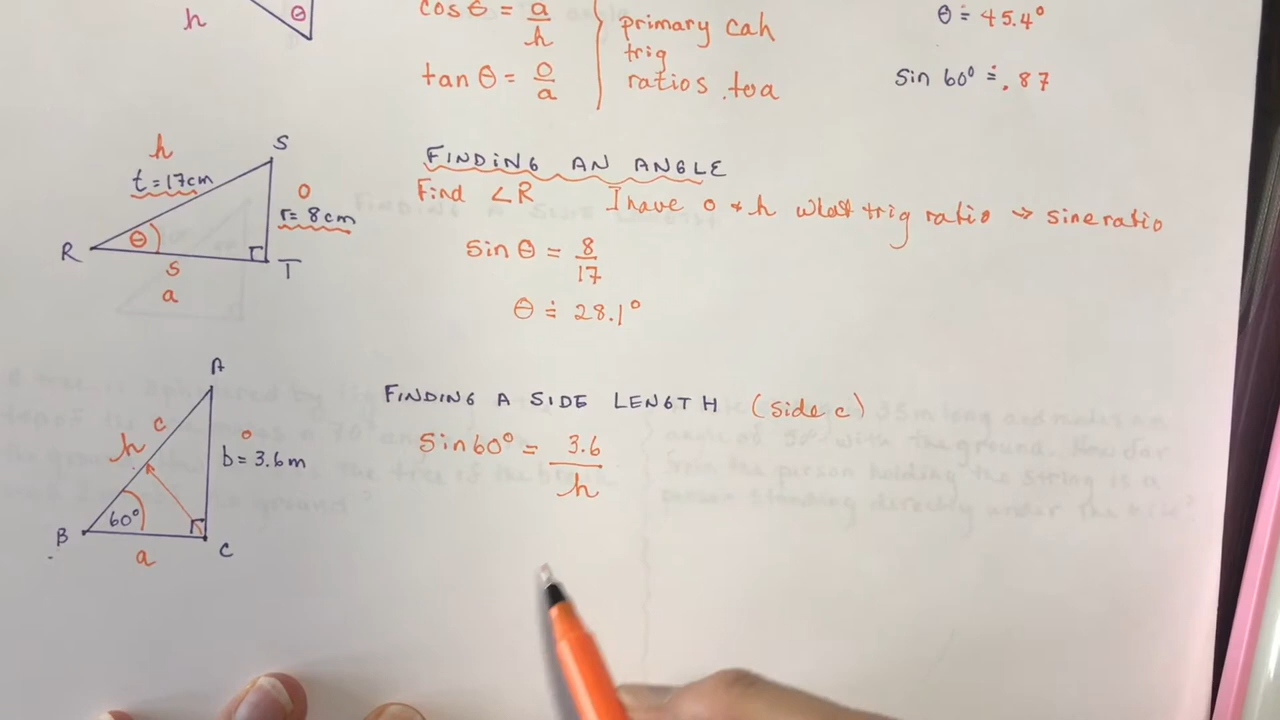 h
θ
cos θ = a/h
tan θ = o/a
primary cah
trig
ratios toa
θ ≐ 45.4°
Sin 60° ≐ .87
h
t = 17cm
S
o
r = 8cm
R
θ
s
a
T
FINDING AN ANGLE
Find ∠R I have o & h what trig ratio → sine ratio
Sin θ = 8/17
θ ≐ 28.1°
A
c
h
o
b = 3.6m
60°
B
a
C
FINDING A SIDE LENGTH (side c)
Sin60° = 3.6/h